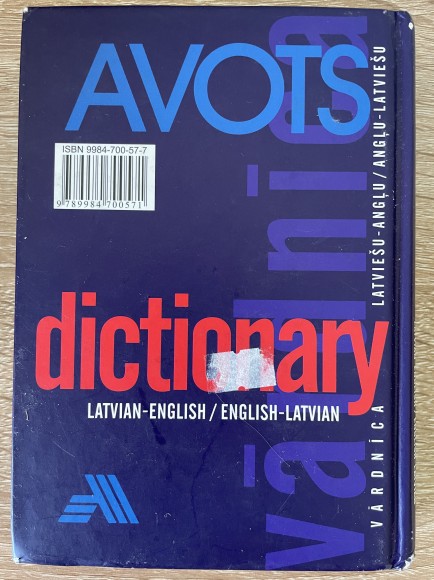 AVOTS
ISBN 9984-700-57-7
9 789984 700571
dictionary
LATVIAN-ENGLISH / ENGLISH-LATVIAN
vārdnīca
VĀRDNĪCA LATVIEŠU-ANGĻU / ANGĻU-LATVIEŠU